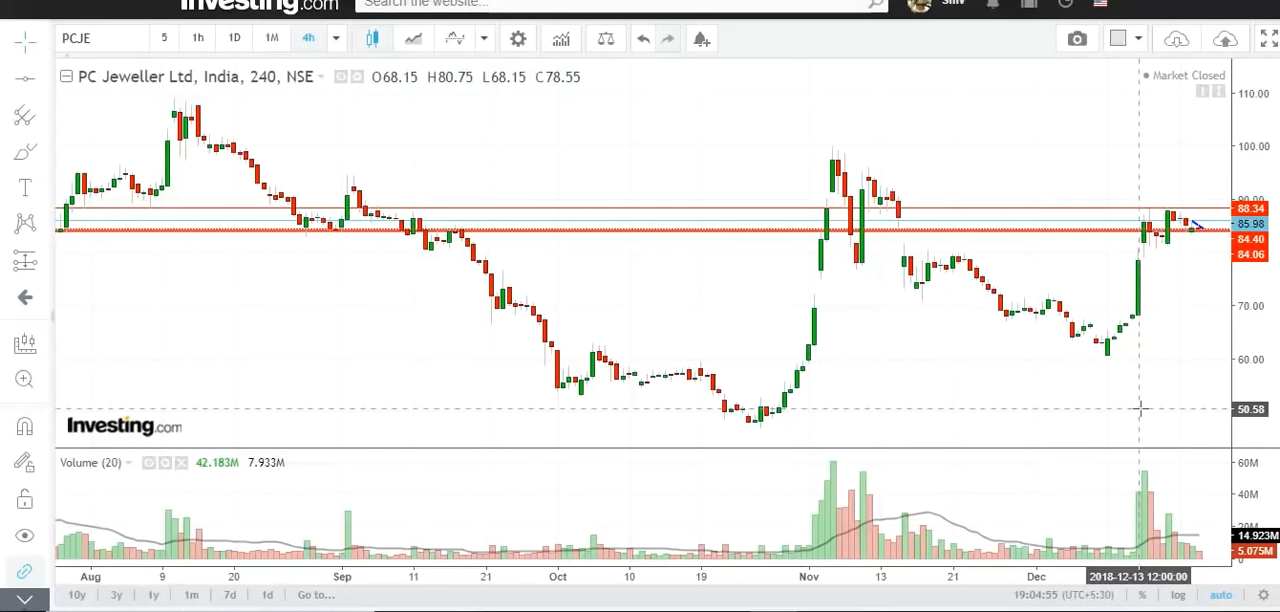 Investing.com Search the website... Shiv
PCJE 5 1h 1D 1M 4h
PC Jeweller Ltd, India, 240, NSE O68.15 H80.75 L68.15 C78.55
Market Closed
110.00
100.00
90.00
88.34
85.98
84.40
84.06
70.00
60.00
50.58
Investing.com
Volume (20) 42.183M 7.933M
60M
40M
20M
14.923M
5.075M
Aug 9 20 Sep 11 21 Oct 10 19 Nov 13 21 Dec 2018-12-13 12:00:00
10y 3y 1y 1m 7d 1d Go to... 19:04:55 (UTC+5:30) % log auto